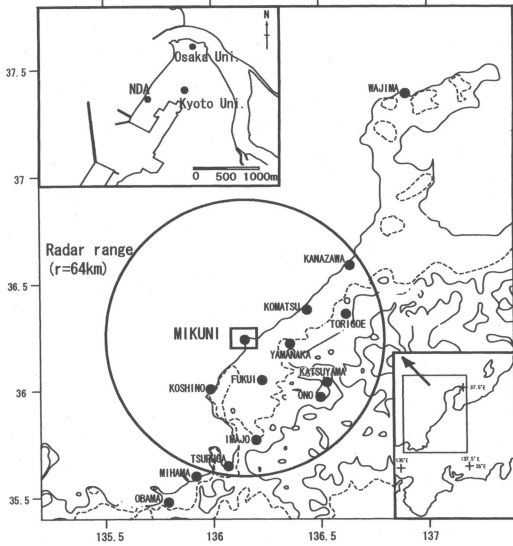 N
Osaka Uni.
NDA
Kyoto Uni.
0 500 1000m
37.5
37
36.5
36
35.5
WAJIMA
Radar range
(r=64km)
KANAZAWA
KOMATSU
TORIGOE
MIKUNI
YAMANAKA
KATSUYAMA
FUKUI
KOSHINO
ONO
IMAJO
TSURUGA
MIHAMA
OBAMA
37.5°E
135°E
137.5°E
35°E
135.5
136
136.5
137